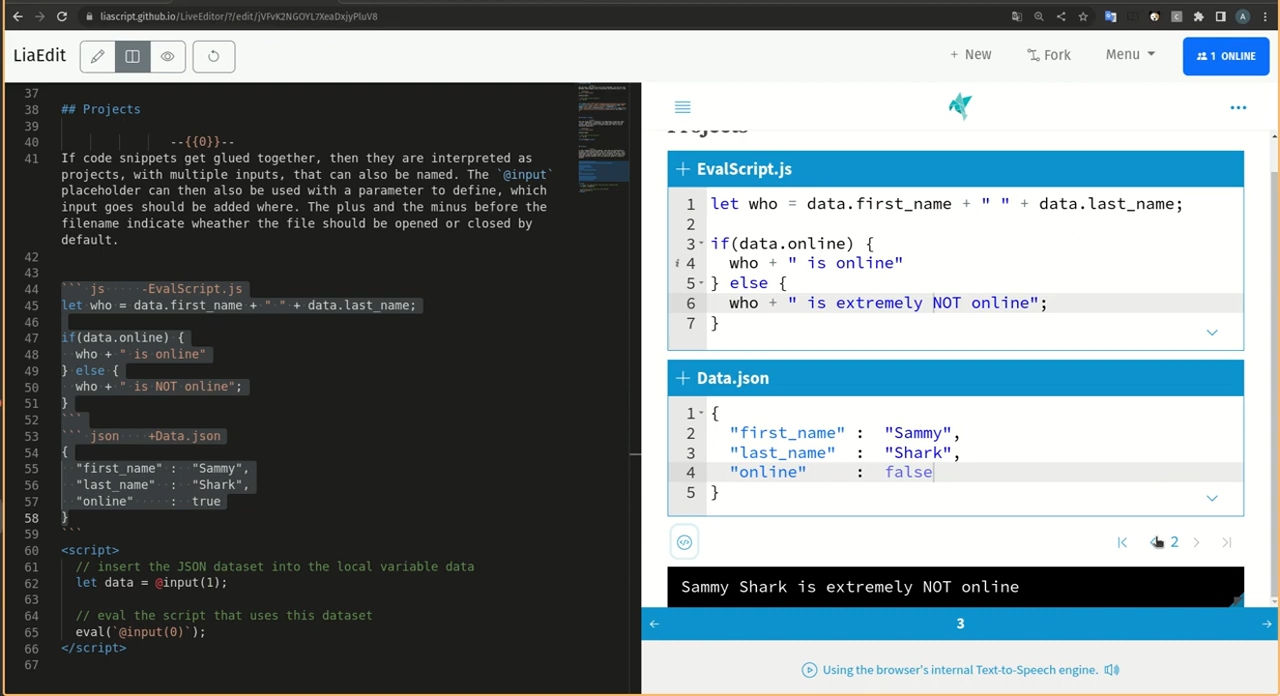 liascript.github.io/LiveEditor/?/edit/jVFvK2NGOYL7XeaDxjyPluV8
LiaEdit
+ New
Fork
Menu
1 ONLINE
37
38 ## Projects
39
40 --{{0}}--
41 If code snippets get glued together, then they are interpreted as
projects, with multiple inputs, that can also be named. The `@input`
placeholder can then also be used with a parameter to define, which
input goes should be added where. The plus and the minus before the
filename indicate wheather the file should be opened or closed by
default.
42
43
44 ``` js -EvalScript.js
45 let who = data.first_name + " " + data.last_name;
46
47 if(data.online) {
48 who + " is online"
49 } else {
50 who + " is NOT online";
51 }
52 ```
53 ``` json +Data.json
54 {
55 "first_name" : "Sammy",
56 "last_name" : "Shark",
57 "online" : true
58 }
59 ```
60 <script>
61 // insert the JSON dataset into the local variable data
62 let data = @input(1);
63
64 // eval the script that uses this dataset
65 eval(`@input(0)`);
66 </script>
67
Projects
+ EvalScript.js
1 let who = data.first_name + " " + data.last_name;
2
3 if(data.online) {
i 4 who + " is online"
5 } else {
6 who + " is extremely NOT online";
7 }
+ Data.json
1 {
2 "first_name" : "Sammy",
3 "last_name" : "Shark",
4 "online" : false
5 }
2
Sammy Shark is extremely NOT online
3
Using the browser's internal Text-to-Speech engine.